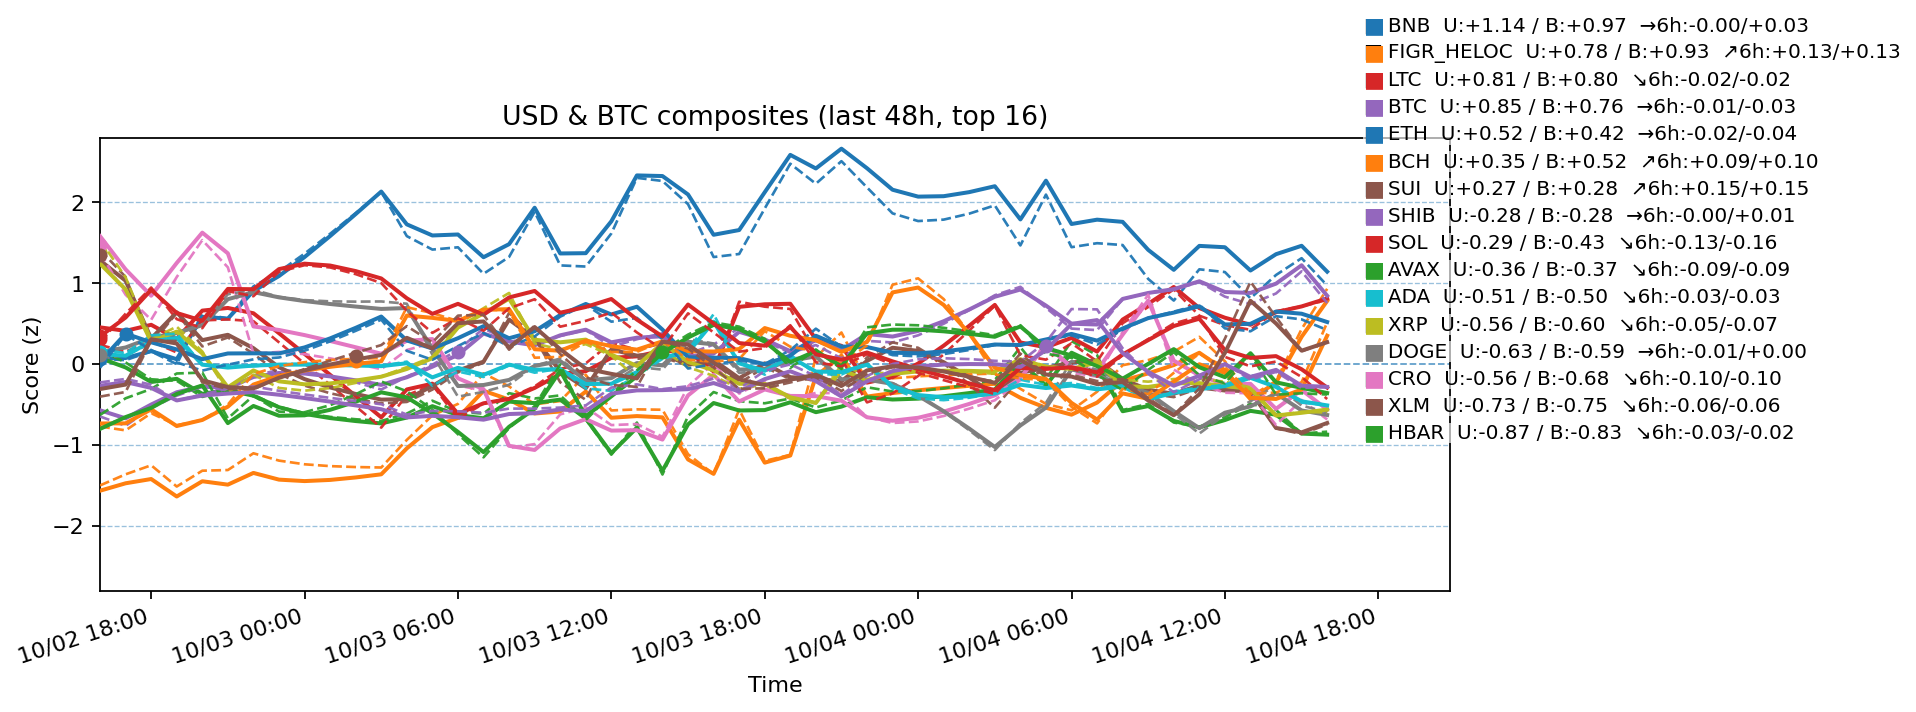 BNB U:+1.14 / B:+0.97 →6h:-0.00/+0.03
FIGR_HELOC U:+0.78 / B:+0.93 ↗6h:+0.13/+0.13
LTC U:+0.81 / B:+0.80 ↘6h:-0.02/-0.02
BTC U:+0.85 / B:+0.76 →6h:-0.01/-0.03
ETH U:+0.52 / B:+0.42 →6h:-0.02/-0.04
BCH U:+0.35 / B:+0.52 ↗6h:+0.09/+0.10
SUI U:+0.27 / B:+0.28 ↗6h:+0.15/+0.15
SHIB U:-0.28 / B:-0.28 →6h:-0.00/+0.01
SOL U:-0.29 / B:-0.43 ↘6h:-0.13/-0.16
AVAX U:-0.36 / B:-0.37 ↘6h:-0.09/-0.09
ADA U:-0.51 / B:-0.50 ↘6h:-0.03/-0.03
XRP U:-0.56 / B:-0.60 ↘6h:-0.05/-0.07
DOGE U:-0.63 / B:-0.59 →6h:-0.01/+0.00
CRO U:-0.56 / B:-0.68 ↘6h:-0.10/-0.10
XLM U:-0.73 / B:-0.75 ↘6h:-0.06/-0.06
HBAR U:-0.87 / B:-0.83 ↘6h:-0.03/-0.02
USD & BTC composites (last 48h, top 16)
Score (z)
2
1
0
−1
−2
10/02 18:00
10/03 00:00
10/03 06:00
10/03 12:00
10/03 18:00
10/04 00:00
10/04 06:00
10/04 12:00
10/04 18:00
Time